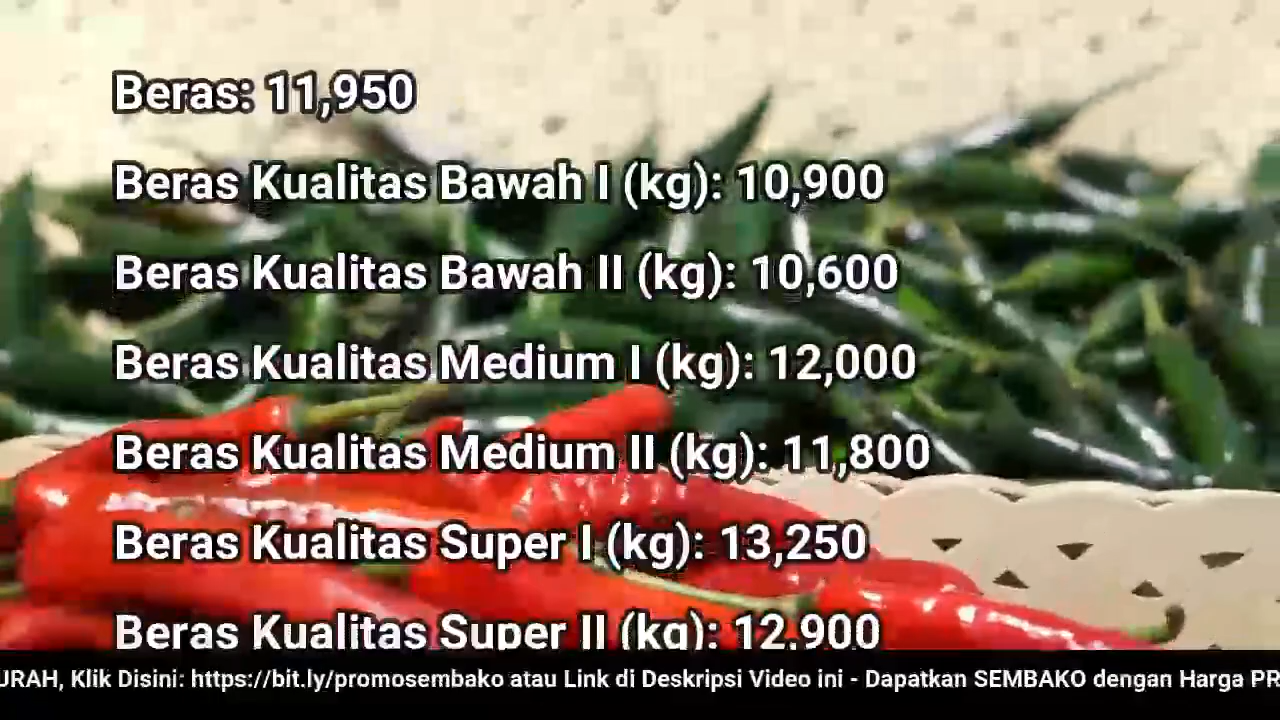 Beras: 11,950
Beras Kualitas Bawah I (kg): 10,900
Beras Kualitas Bawah II (kg): 10,600
Beras Kualitas Medium I (kg): 12,000
Beras Kualitas Medium II (kg): 11,800
Beras Kualitas Super I (kg): 13,250
Beras Kualitas Super II (kg): 12,900
URAH, Klik Disini: https://bit.ly/promosembako atau Link di Deskripsi Video ini - Dapatkan SEMBAKO dengan Harga PR